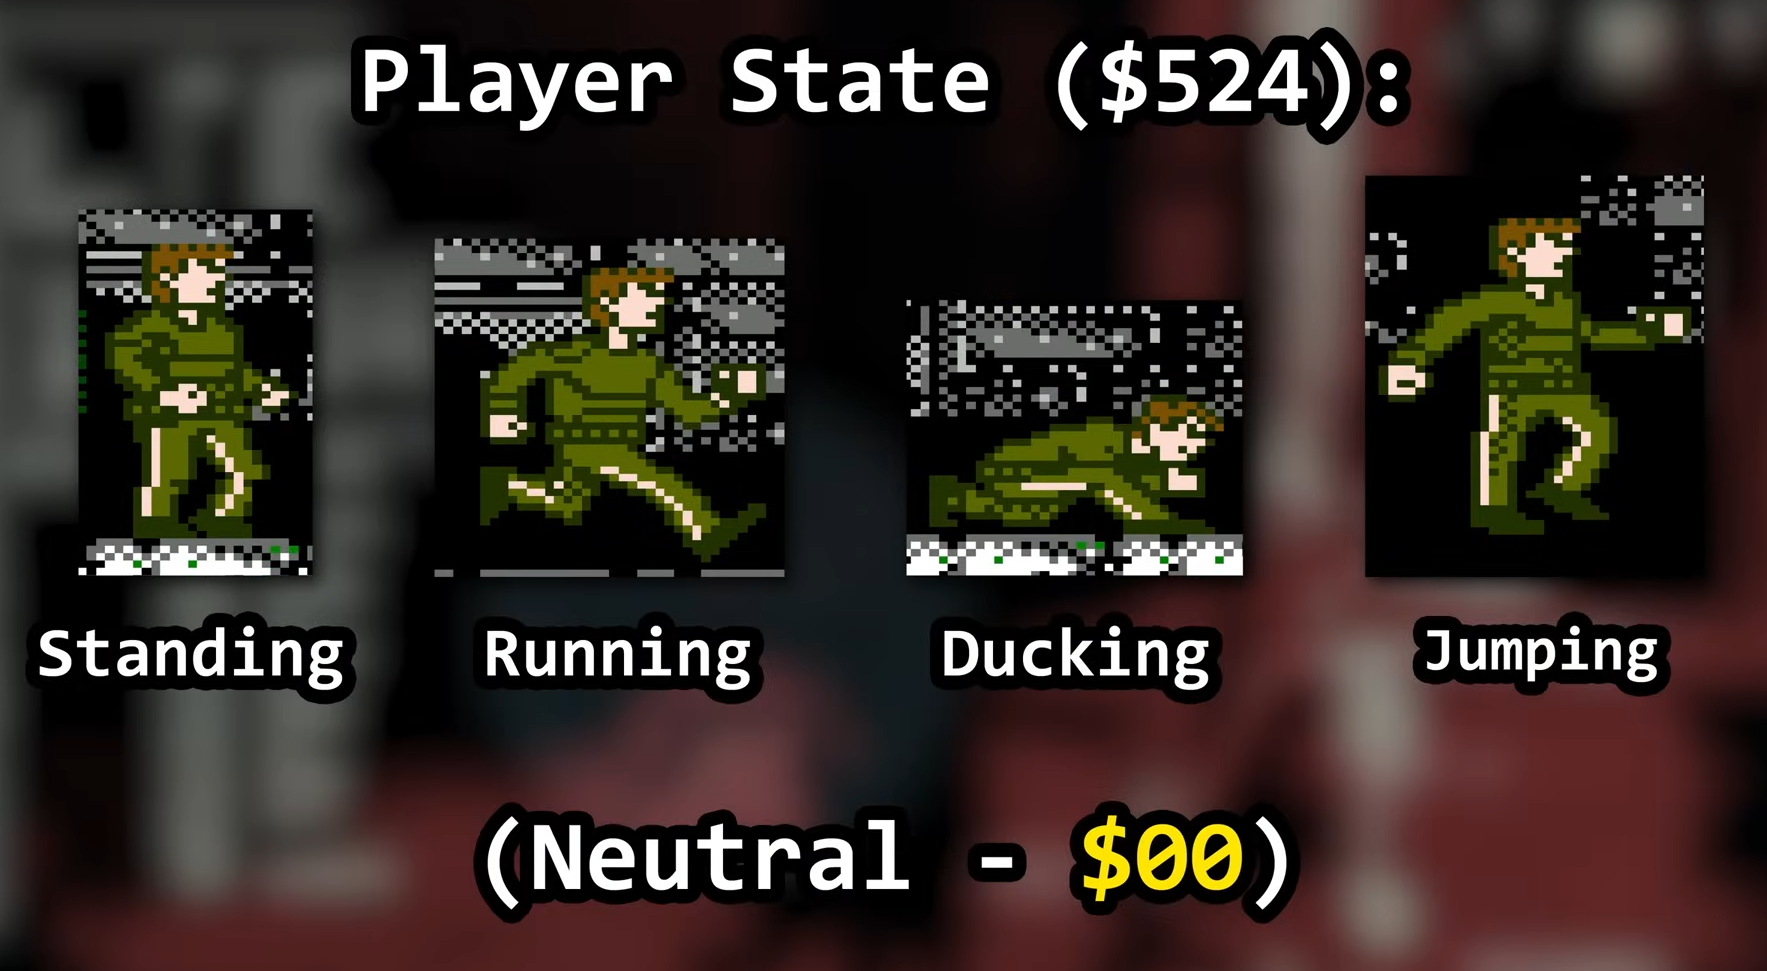 Player State ($524):
Standing
Running
Ducking
Jumping
(Neutral - $00)